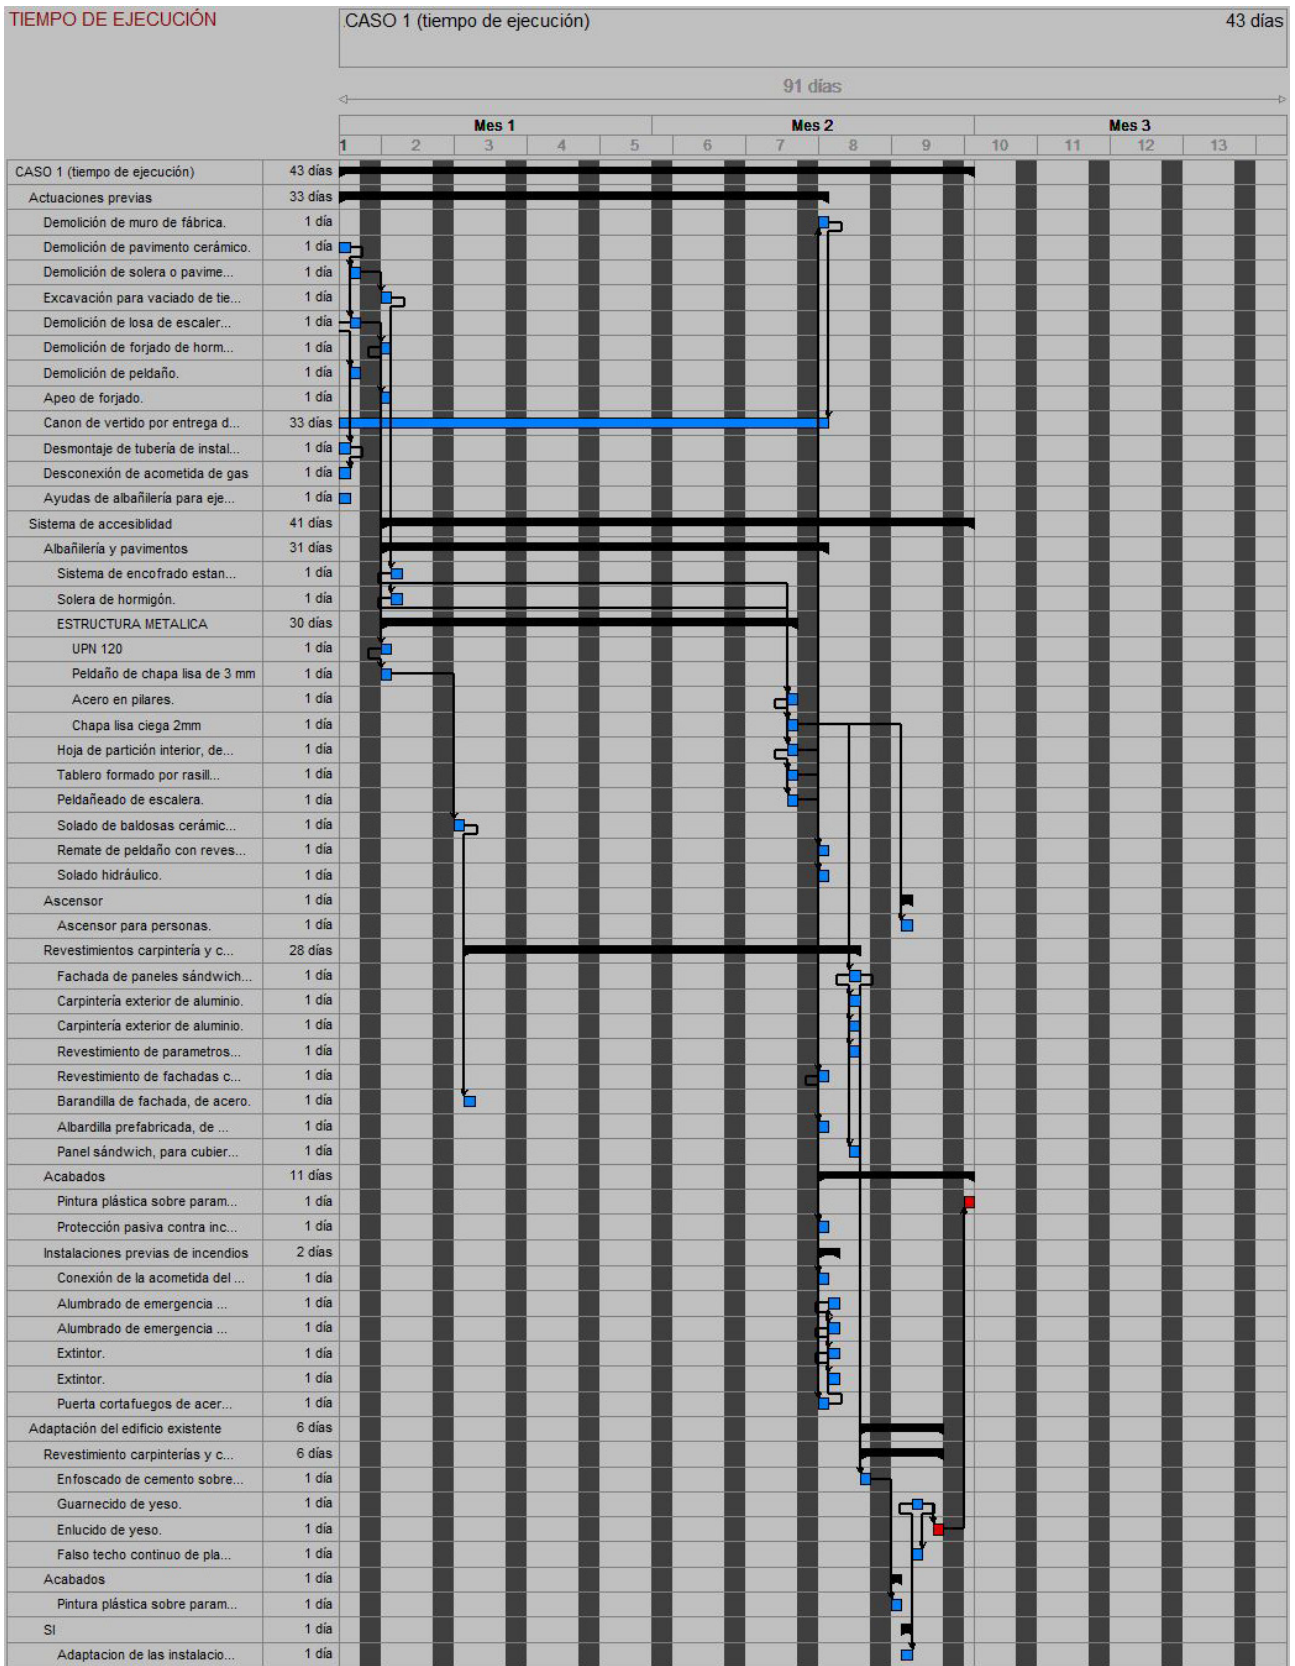 TIEMPO DE EJECUCIÓN
.CASO 1 (tiempo de ejecución) 43 días
91 días
Mes 1 Mes 2 Mes 3
1 2 3 4 5 6 7 8 9 10 11 12 13
CASO 1 (tiempo de ejecución) 43 días
Actuaciones previas 33 días
Demolición de muro de fábrica. 1 día
Demolición de pavimento cerámico. 1 día
Demolición de solera o pavime... 1 día
Excavación para vaciado de tie... 1 día
Demolición de losa de escaler... 1 día
Demolición de forjado de horm... 1 día
Demolición de peldaño. 1 día
Apeo de forjado. 1 día
Canon de vertido por entrega d... 33 días
Desmontaje de tubería de instal... 1 día
Desconexión de acometida de gas 1 día
Ayudas de albañilería para eje... 1 día
Sistema de accesiblidad 41 días
Albañilería y pavimentos 31 días
Sistema de encofrado estan... 1 día
Solera de hormigón. 1 día
ESTRUCTURA METALICA 30 días
UPN 120 1 día
Peldaño de chapa lisa de 3 mm 1 día
Acero en pilares. 1 día
Chapa lisa ciega 2mm 1 día
Hoja de partición interior, de... 1 día
Tablero formado por rasill... 1 día
Peldañeado de escalera. 1 día
Solado de baldosas cerámic... 1 día
Remate de peldaño con reves... 1 día
Solado hidráulico. 1 día
Ascensor 1 día
Ascensor para personas. 1 día
Revestimientos carpintería y c... 28 días
Fachada de paneles sándwich... 1 día
Carpintería exterior de aluminio. 1 día
Carpintería exterior de aluminio. 1 día
Revestimiento de parametros... 1 día
Revestimiento de fachadas c... 1 día
Barandilla de fachada, de acero. 1 día
Albardilla prefabricada, de ... 1 día
Panel sándwich, para cubier... 1 día
Acabados 11 días
Pintura plástica sobre param... 1 día
Protección pasiva contra inc... 1 día
Instalaciones previas de incendios 2 días
Conexión de la acometida del ... 1 día
Alumbrado de emergencia ... 1 día
Alumbrado de emergencia ... 1 día
Extintor. 1 día
Extintor. 1 día
Puerta cortafuegos de acer... 1 día
Adaptación del edificio existente 6 días
Revestimiento carpinterías y c... 6 días
Enfoscado de cemento sobre... 1 día
Guarnecido de yeso. 1 día
Enlucido de yeso. 1 día
Falso techo continuo de pla... 1 día
Acabados 1 día
Pintura plástica sobre param... 1 día
SI 1 día
Adaptacion de las instalacio... 1 día